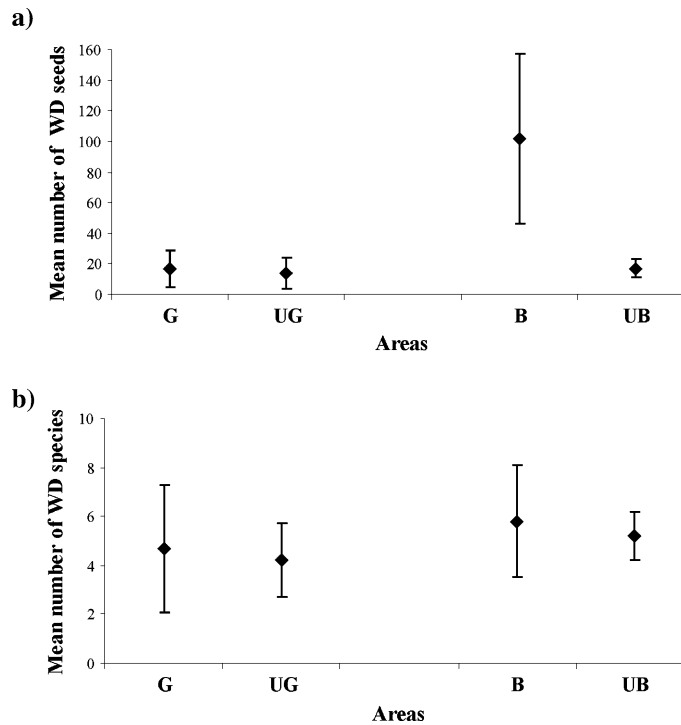 a)
Mean number of WD seeds
160
140
120
100
80
60
40
20
0
G UG B UB
Areas
b)
Mean number of WD species
10
8
6
4
2
0
G UG B UB
Areas